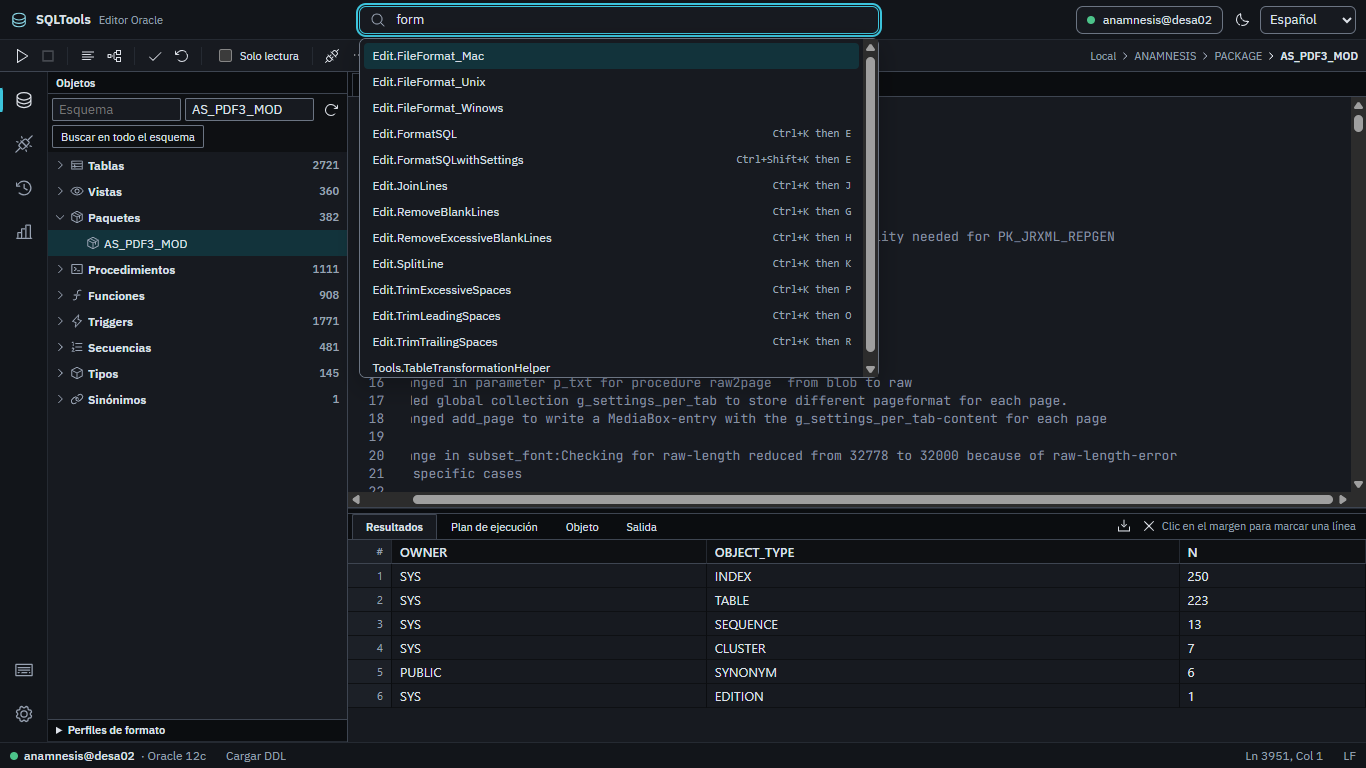 SQLTools Editor Oracle form anamnesis@desa02 Español
Solo lectura Local > ANAMNESIS > PACKAGE > AS_PDF3_MOD
Objetos
Esquema AS_PDF3_MOD
Buscar en todo el esquema
Tablas 2721
Vistas 360
Paquetes 382
AS_PDF3_MOD
Procedimientos 1111
Funciones 908
Triggers 1771
Secuencias 481
Tipos 145
Sinónimos 1
Perfiles de formato
Edit.FileFormat_Mac
Edit.FileFormat_Unix
Edit.FileFormat_Winows
Edit.FormatSQL Ctrl+K then E
Edit.FormatSQLwithSettings Ctrl+Shift+K then E
Edit.JoinLines Ctrl+K then J
Edit.RemoveBlankLines Ctrl+K then G
Edit.RemoveExcessiveBlankLines Ctrl+K then H
Edit.SplitLine Ctrl+K then K
Edit.TrimExcessiveSpaces Ctrl+K then P
Edit.TrimLeadingSpaces Ctrl+K then O
Edit.TrimTrailingSpaces Ctrl+K then R
Tools.TableTransformationHelper
lity needed for PK_JRXML_REPGEN
16 nged in parameter p_txt for procedure raw2page from blob to raw
17 ed global collection g_settings_per_tab to store different pageformat for each page.
18 nged add_page to write a MediaBox-entry with the g_settings_per_tab-content for each page
19
20 nge in subset_font:Checking for raw-length reduced from 32778 to 32000 because of raw-length-error
21 specific cases
22
Resultados Plan de ejecución Objeto Salida Clic en el margen para marcar una línea
# OWNER OBJECT_TYPE N
1 SYS INDEX 250
2 SYS TABLE 223
3 SYS SEQUENCE 13
4 SYS CLUSTER 7
5 PUBLIC SYNONYM 6
6 SYS EDITION 1
anamnesis@desa02 · Oracle 12c Cargar DDL Ln 3951, Col 1 LF